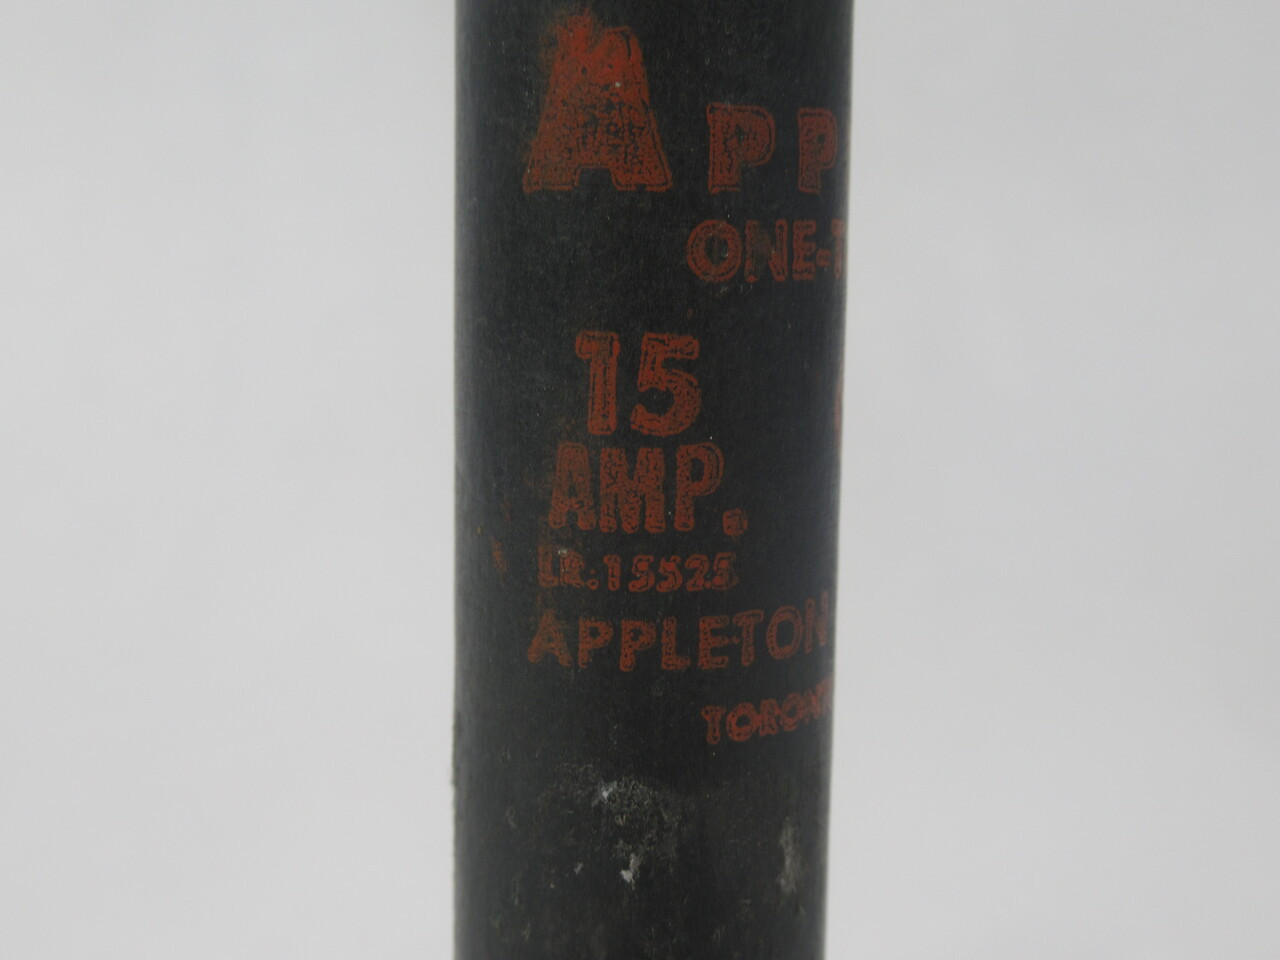 APP
ONE-T
15
AMP.
LR.15525
APPLETON
TORONT